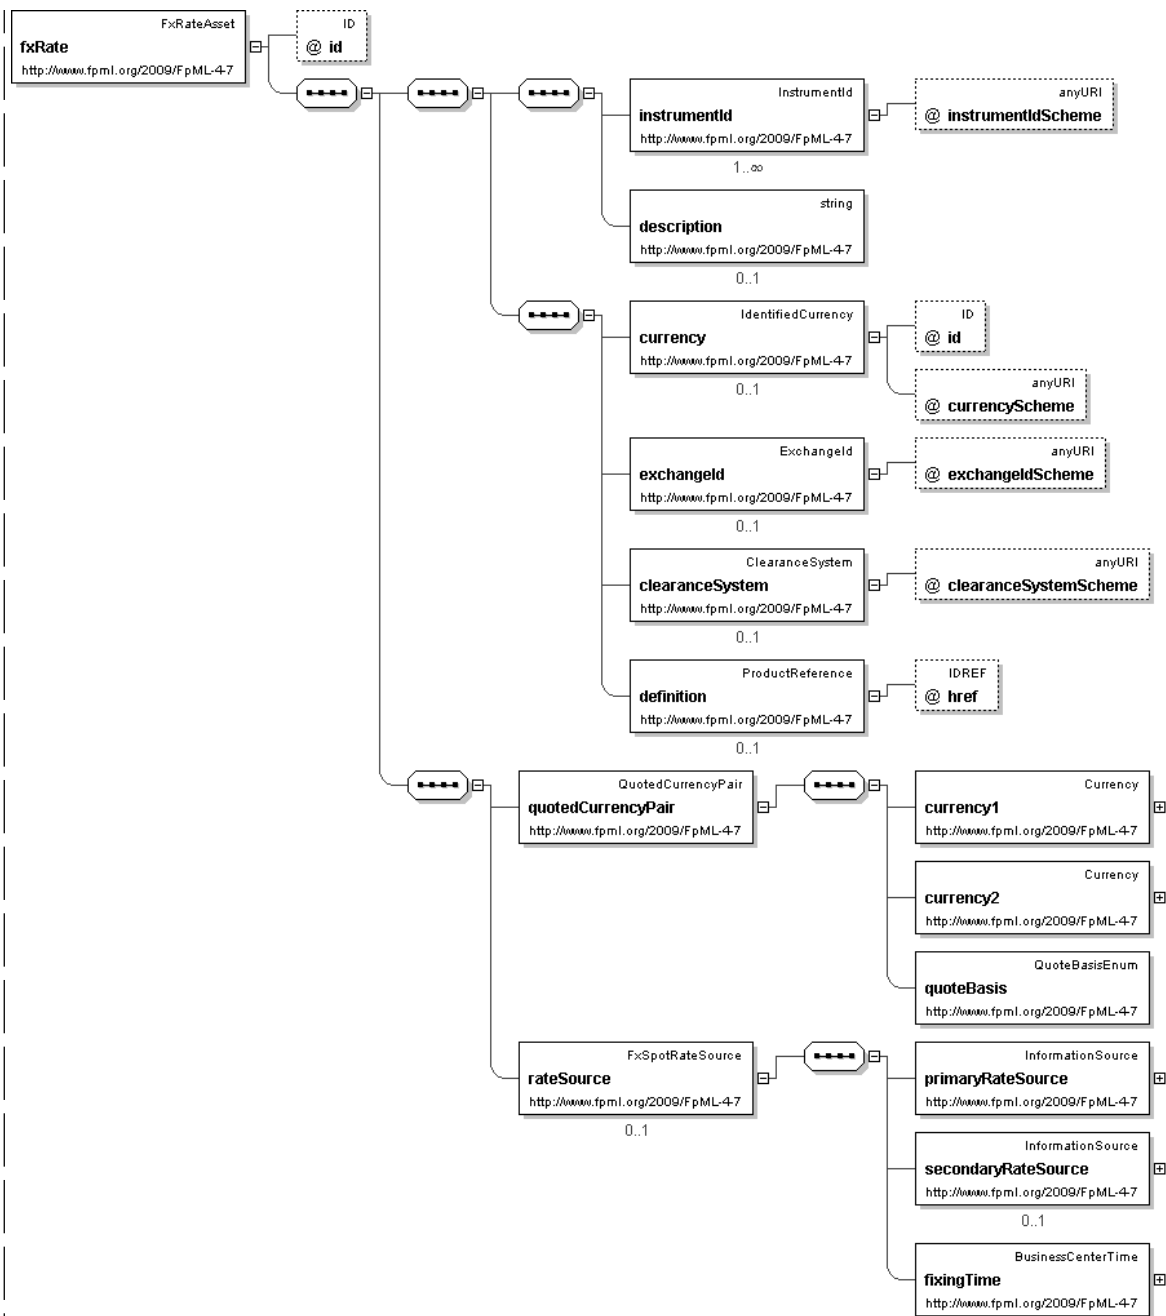 FxRateAsset
fxRate
http://www.fpml.org/2009/FpML-4-7
ID
@ id
InstrumentId
instrumentId
http://www.fpml.org/2009/FpML-4-7
1..∞
anyURI
@ instrumentIdScheme
string
description
http://www.fpml.org/2009/FpML-4-7
0..1
IdentifiedCurrency
currency
http://www.fpml.org/2009/FpML-4-7
0..1
ID
@ id
anyURI
@ currencyScheme
ExchangeId
exchangeId
http://www.fpml.org/2009/FpML-4-7
0..1
anyURI
@ exchangeIdScheme
ClearanceSystem
clearanceSystem
http://www.fpml.org/2009/FpML-4-7
0..1
anyURI
@ clearanceSystemScheme
ProductReference
definition
http://www.fpml.org/2009/FpML-4-7
0..1
IDREF
@ href
QuotedCurrencyPair
quotedCurrencyPair
http://www.fpml.org/2009/FpML-4-7
Currency
currency1
http://www.fpml.org/2009/FpML-4-7
Currency
currency2
http://www.fpml.org/2009/FpML-4-7
QuoteBasisEnum
quoteBasis
http://www.fpml.org/2009/FpML-4-7
FxSpotRateSource
rateSource
http://www.fpml.org/2009/FpML-4-7
0..1
InformationSource
primaryRateSource
http://www.fpml.org/2009/FpML-4-7
InformationSource
secondaryRateSource
http://www.fpml.org/2009/FpML-4-7
0..1
BusinessCenterTime
fixingTime
http://www.fpml.org/2009/FpML-4-7